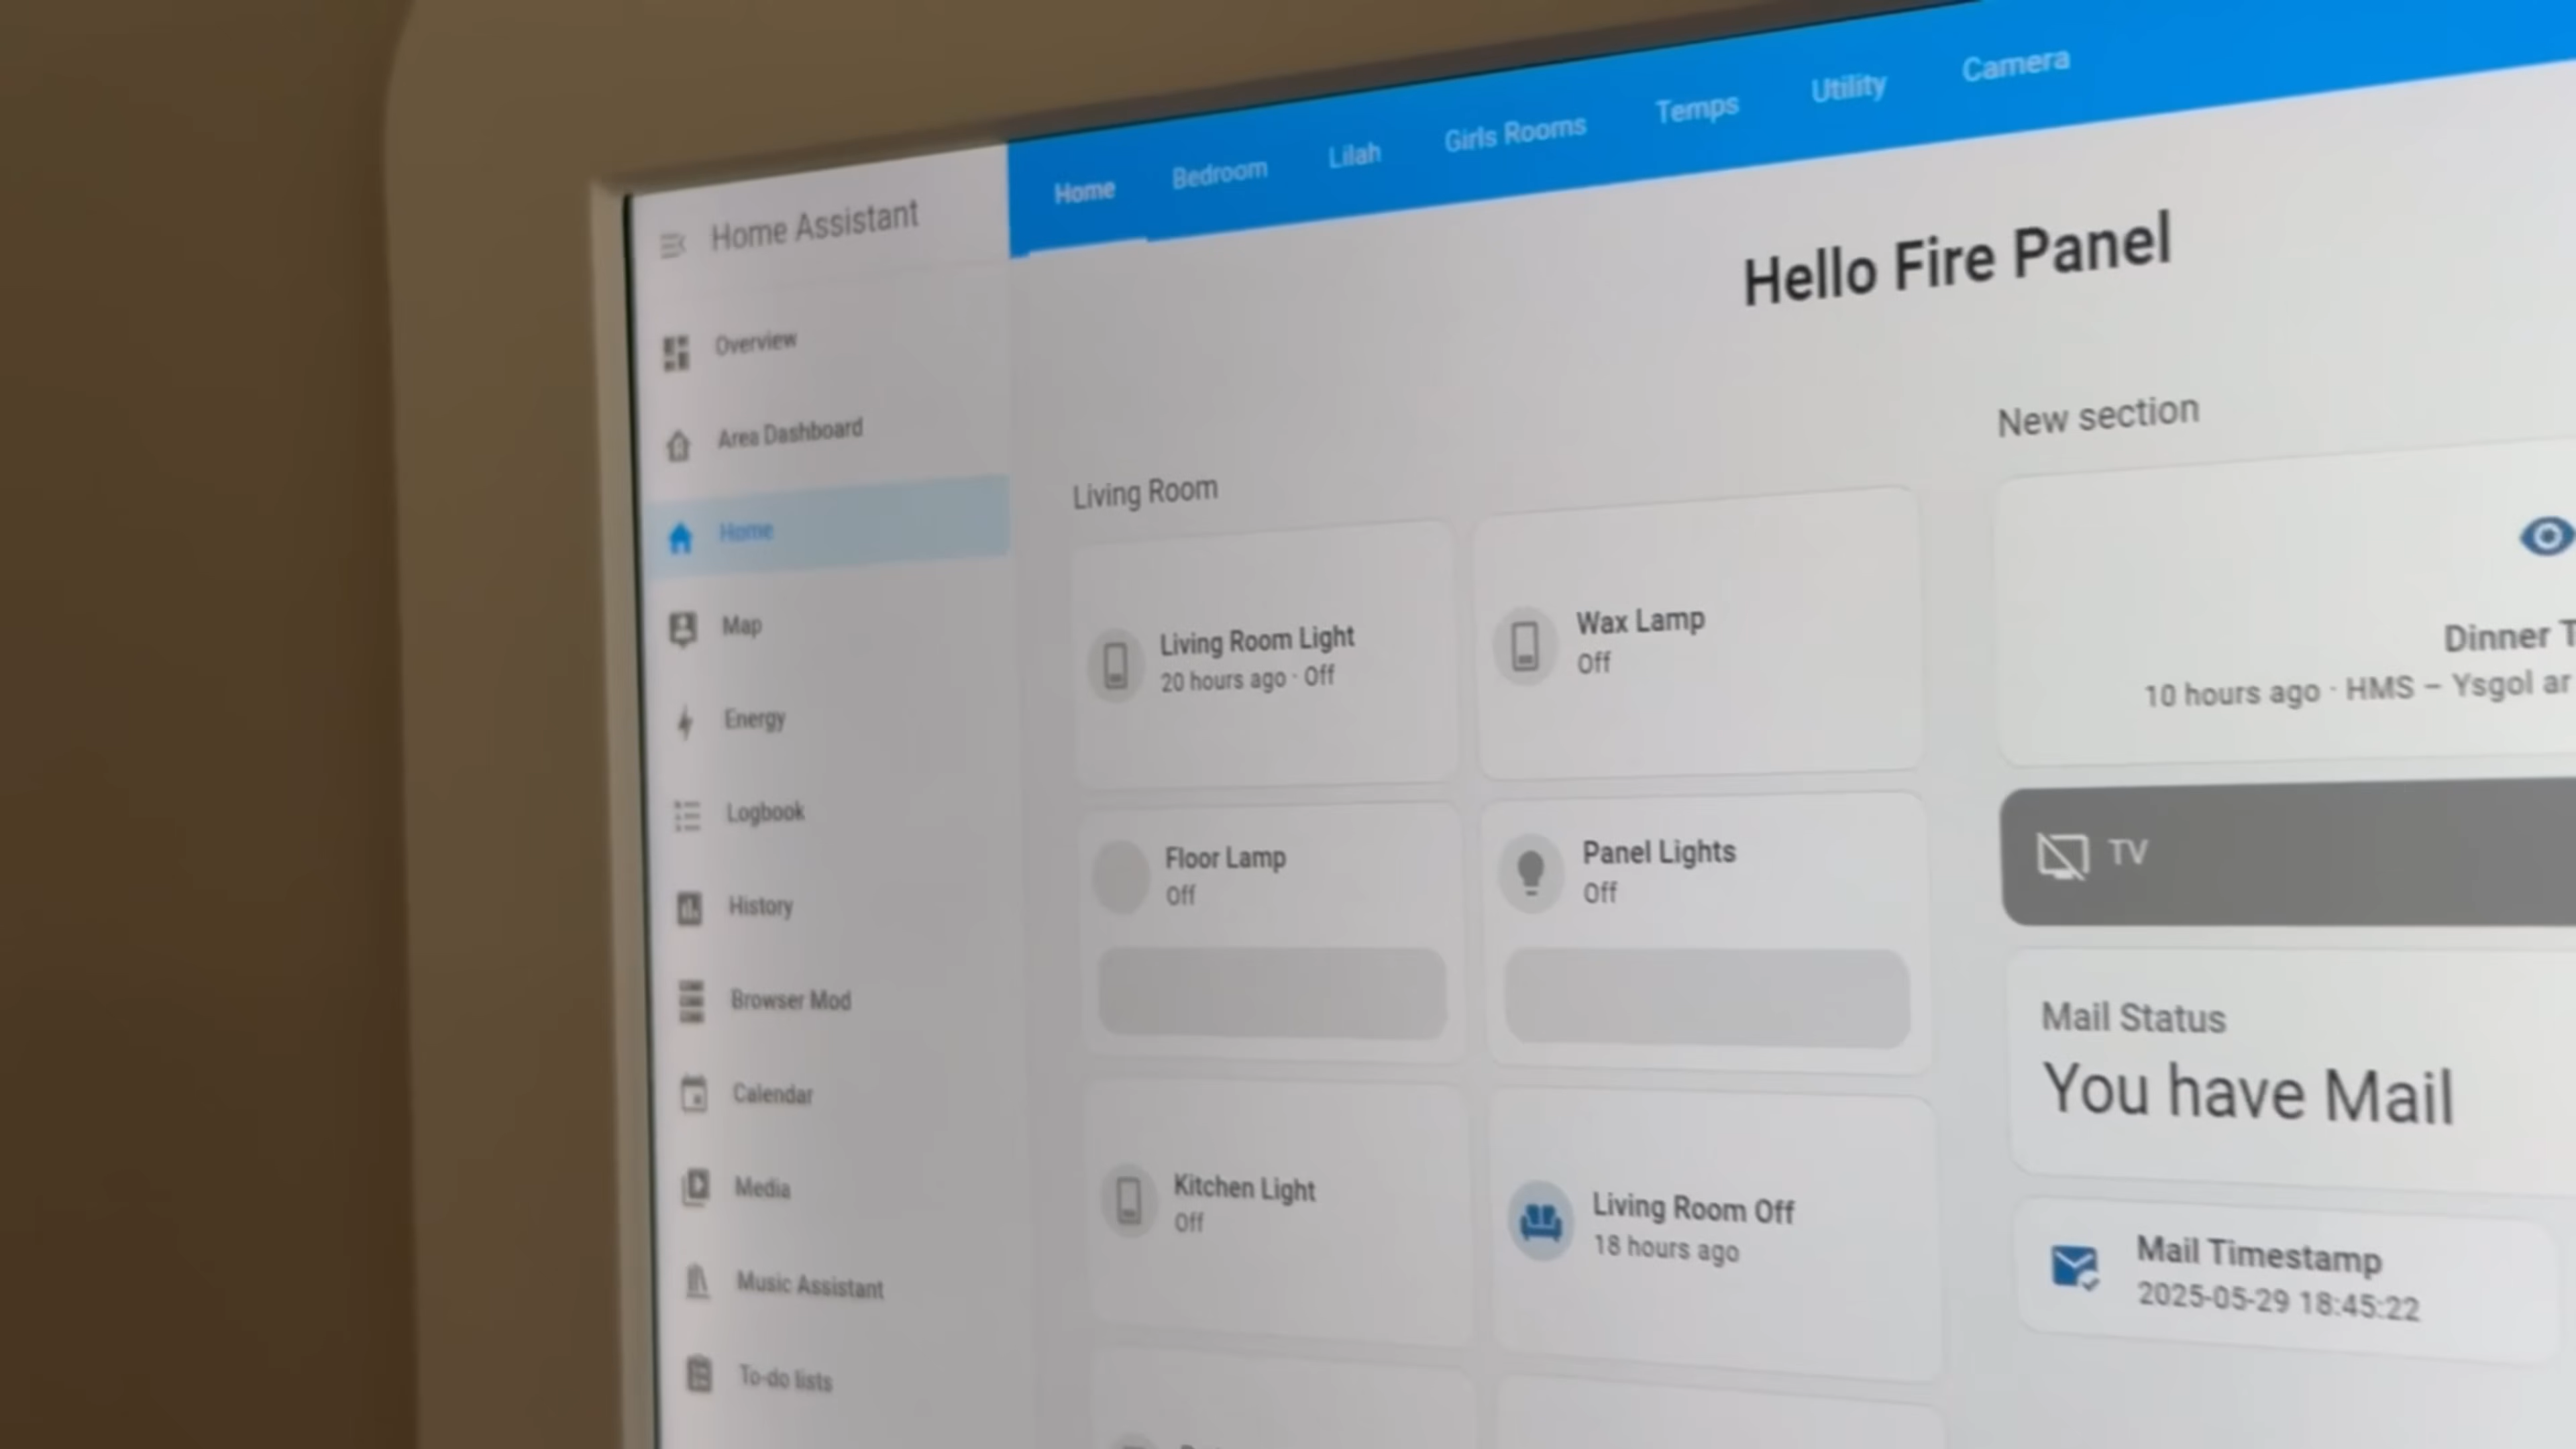 Home Assistant
Overview
Area Dashboard
Home
Map
Energy
Logbook
History
Browser Mod
Calendar
Media
Music Assistant
To-do lists
Home
Bedroom
Lilah
Girls Rooms
Temps
Utility
Camera
Hello Fire Panel
Living Room
Living Room Light
20 hours ago · Off
Wax Lamp
Off
Floor Lamp
Off
Panel Lights
Off
Kitchen Light
Off
Living Room Off
18 hours ago
New section
Dinner T
10 hours ago · HMS – Ysgol ar
TV
Mail Status
You have Mail
Mail Timestamp
2025-05-29 18:45:22